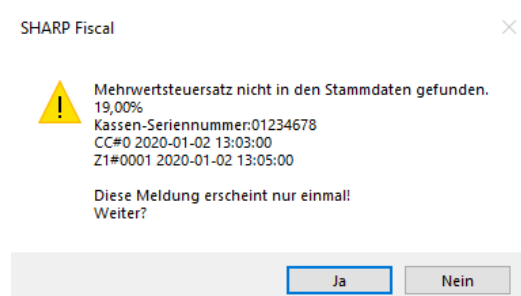 SHARP Fiscal
Mehrwertsteuersatz nicht in den Stammdaten gefunden.
19,00%
Kassen-Seriennummer:01234678
CC#0 2020-01-02 13:03:00
Z1#0001 2020-01-02 13:05:00
Diese Meldung erscheint nur einmal!
Weiter?
Ja
Nein